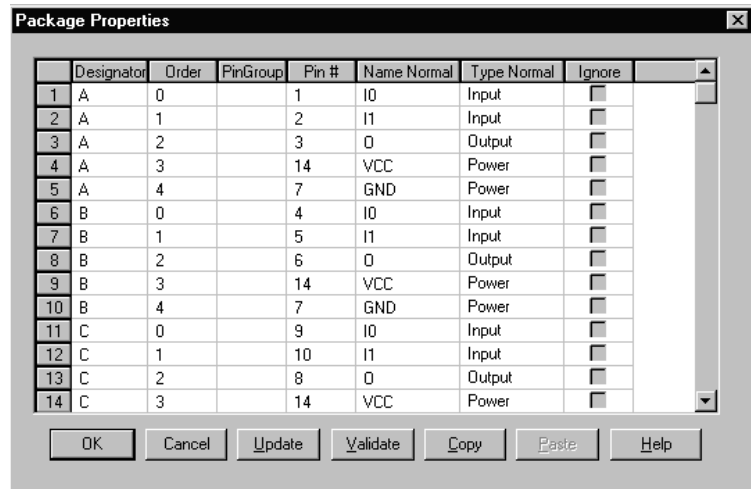 Package Properties
Designator Order PinGroup Pin # Name Normal Type Normal Ignore
1 A 0 1 I0 Input
2 A 1 2 I1 Input
3 A 2 3 O Output
4 A 3 14 VCC Power
5 A 4 7 GND Power
6 B 0 4 I0 Input
7 B 1 5 I1 Input
8 B 2 6 O Output
9 B 3 14 VCC Power
10 B 4 7 GND Power
11 C 0 9 I0 Input
12 C 1 10 I1 Input
13 C 2 8 O Output
14 C 3 14 VCC Power
OK Cancel Update Validate Copy Paste Help